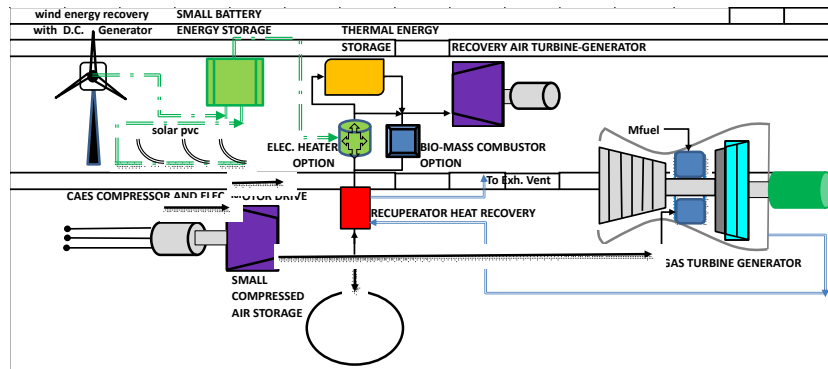 wind energy recovery
with D.C. Generator
SMALL BATTERY
ENERGY STORAGE
THERMAL ENERGY
STORAGE
RECOVERY AIR TURBINE-GENERATOR
solar pvc
ELEC. HEATER
OPTION
BIO-MASS COMBUSTOR
OPTION
Mfuel
To Exh. Vent
CAES COMPRESSOR AND ELEC. MOTOR DRIVE
RECUPERATOR HEAT RECOVERY
GAS TURBINE GENERATOR
SMALL
COMPRESSED
AIR STORAGE